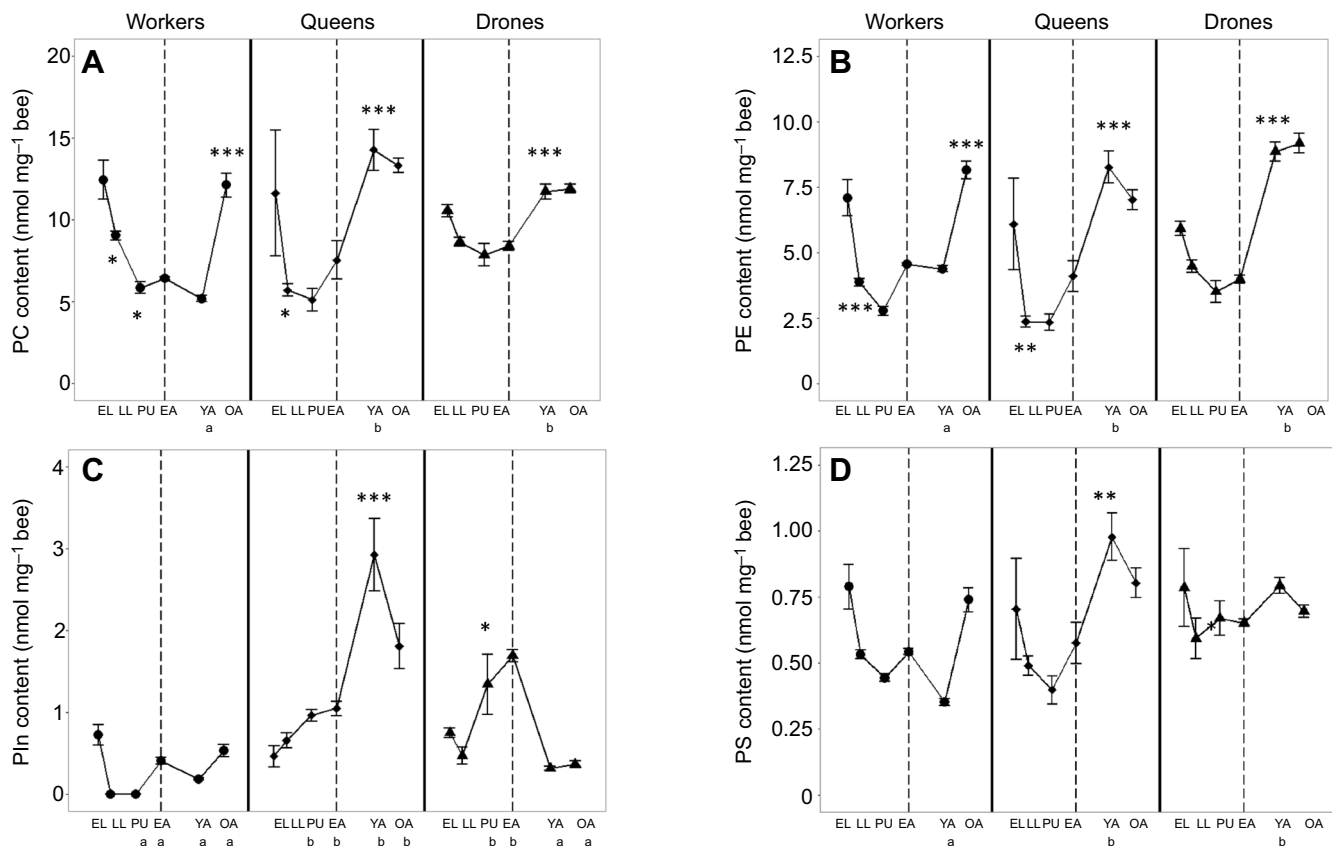 Workers Queens Drones
A
20
15
10
5
0
PC content (nmol mg–1 bee)
* * *** * *** ***
EL LL PU EA YA OA EL LL PU EA YA OA EL LL PU EA YA OA
a b b
Workers Queens Drones
B
12.5
10.0
7.5
5.0
2.5
0
PE content (nmol mg–1 bee)
*** *** ** *** ***
EL LL PU EA YA OA EL LL PU EA YA OA EL LL PU EA YA OA
a b b
C
4
3
2
1
0
Pln content (nmol mg–1 bee)
*** *
EL LL PU EA YA OA EL LL PU EA YA OA EL LL PU EA YA OA
a a a a b b b b b b a a
D
1.25
1.00
0.75
0.50
0.25
0
PS content (nmol mg–1 bee)
** *
EL LL PU EA YA OA EL LL PU EA YA OA EL LL PU EA YA OA
a b b